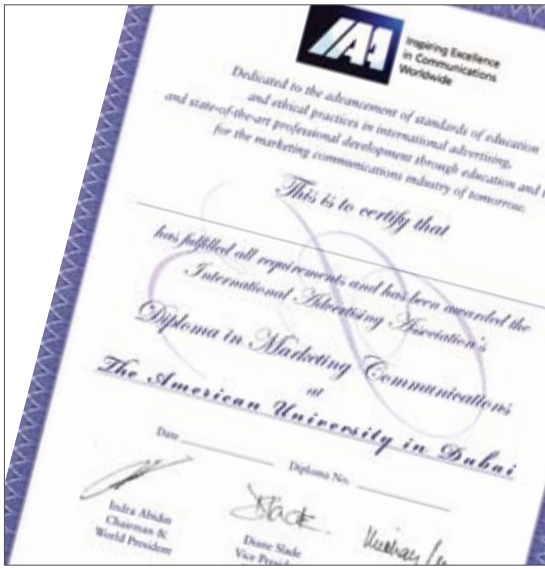 IAA
Inspiring Excellence
in Communications
Worldwide
Dedicated to the advancement of standards of education
and ethical practices in international advertising,
and state-of-the-art professional development through education and
for the marketing communications industry of tomorrow.
This is to certify that
has fulfilled all requirements and has been awarded the
International Advertising Association's
Diploma in Marketing Communications
at
The American University in Dubai
Date
Diploma No.
Indra Abidin
Chairman &
World President
Diane Slade
Vice Presi